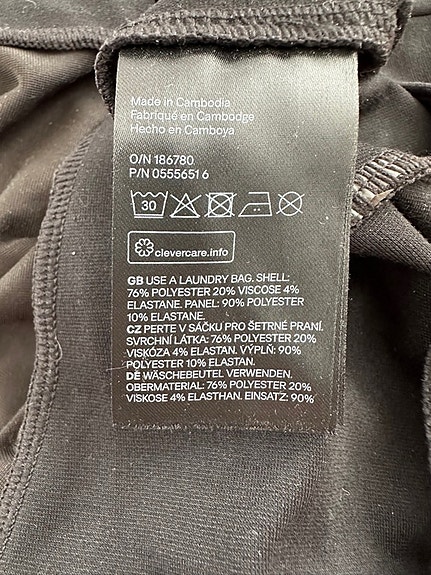 Made in Cambodia
Fabriqué en Cambodge
Hecho en Camboya
O/N 186780
P/N 0555651 6
30
clevercare.info
GB USE A LAUNDRY BAG. SHELL:
76% POLYESTER 20% VISCOSE 4%
ELASTANE. PANEL: 90% POLYESTER
10% ELASTANE.
CZ PERTE V SÁČKU PRO ŠETRNÉ PRANÍ.
SVRCHNÍ LÁTKA: 76% POLYESTER 20%
VISKÓZA 4% ELASTAN. VÝPLŇ: 90%
POLYESTER 10% ELASTAN.
DE WÄSCHEBEUTEL VERWENDEN.
OBERMATERIAL: 76% POLYESTER 20%
VISKOSE 4% ELASTHAN. EINSATZ: 90%